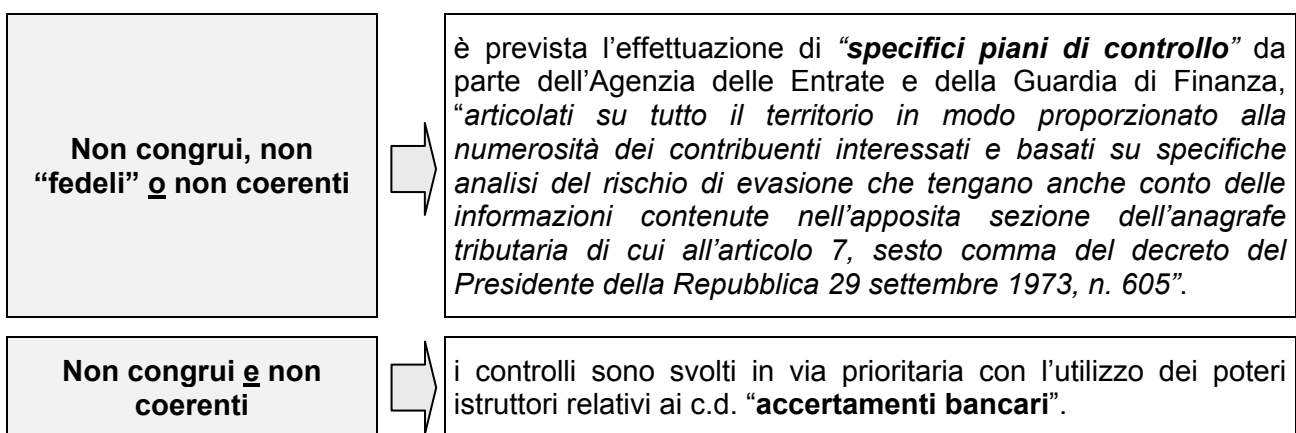 Non congrui, non
“fedeli” o non coerenti
è prevista l’effettuazione di “specifici piani di controllo” da
parte dell’Agenzia delle Entrate e della Guardia di Finanza,
“articolati su tutto il territorio in modo proporzionato alla
numerosità dei contribuenti interessati e basati su specifiche
analisi del rischio di evasione che tengano anche conto delle
informazioni contenute nell’apposita sezione dell’anagrafe
tributaria di cui all’articolo 7, sesto comma del decreto del
Presidente della Repubblica 29 settembre 1973, n. 605”.
Non congrui e non
coerenti
i controlli sono svolti in via prioritaria con l’utilizzo dei poteri
istruttori relativi ai c.d. “accertamenti bancari”.